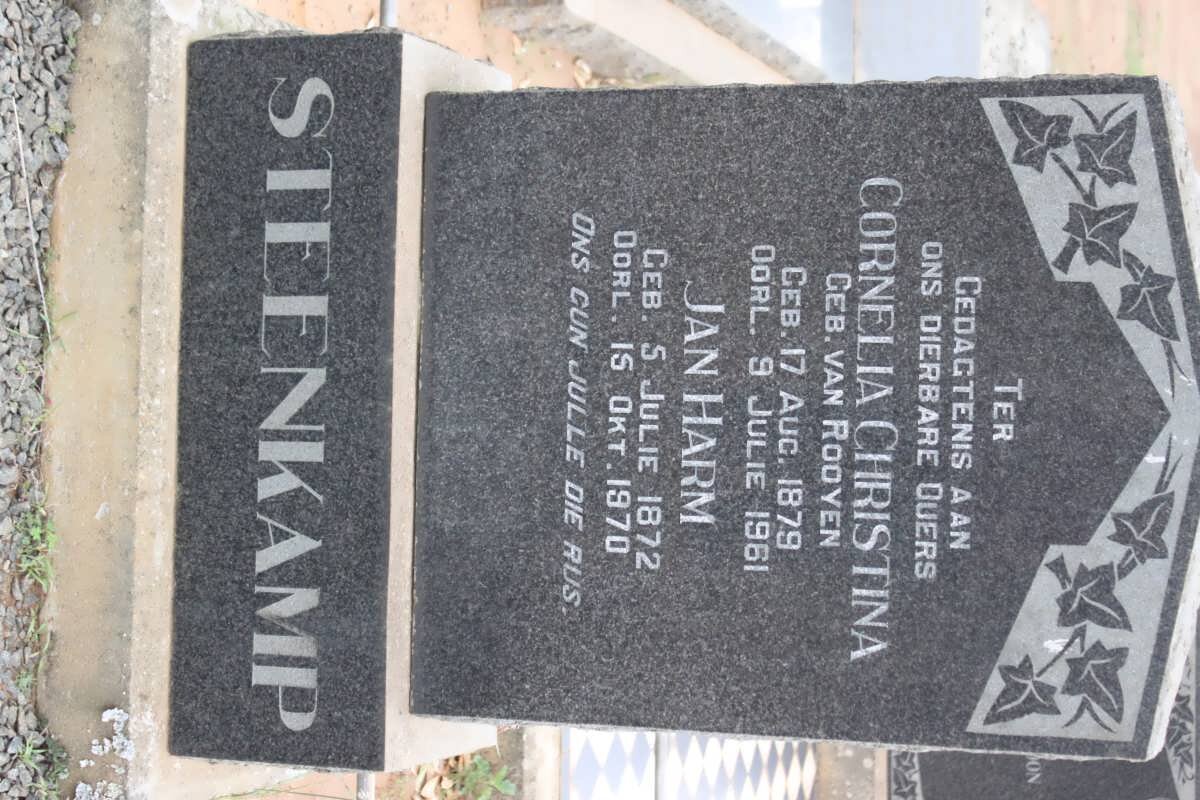 TER
GEDAGTENIS AAN
ONS DIERBARE OUERS
CORNELIA CHRISTINA
GEB. VAN ROOYEN
GEB. 17 AUG. 1879
OORL. 9 JULIE 1961
JAN HARM
GEB. 5 JULIE 1872
OORL. 15 OKT. 1970
ONS GUN JULLE DIE RUS.
STEENKAMP